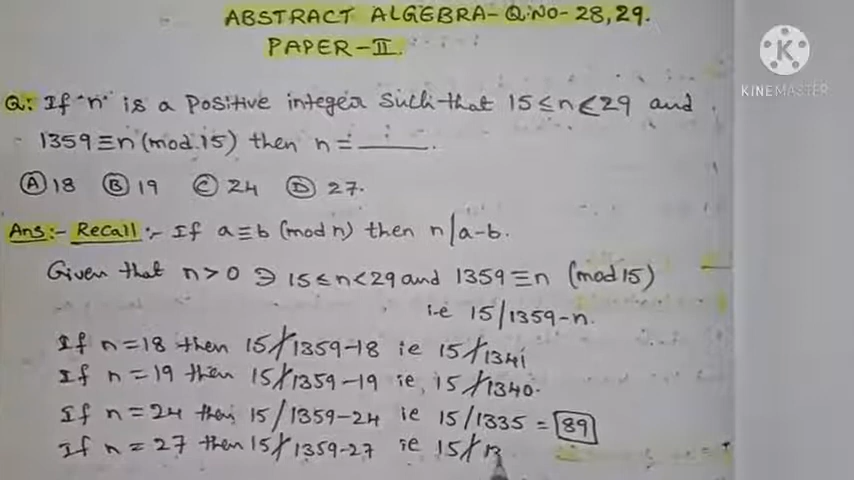 ABSTRACT ALGEBRA-Q.NO-28,29.
PAPER-II.
KINEMASTER
Q: If "n" is a positive integer such that 15≤n<29 and
1359≡n(mod 15) then n=______.
Ⓐ18 Ⓑ 19 Ⓒ 24 Ⓓ 27.
Ans:- Recall:- If a≡b (mod n) then n/a-b.
Given that n>0 ∋ 15≤n<29 and 1359≡n (mod 15)
ie 15/1359-n.
If n=18 then 15∤1359-18 ie 15∤1341
If n=19 then 15∤1359-19 ie, 15∤1340.
If n=24 then 15/1359-24 ie 15/1335=89
If n=27 then 15∤1359-27 ie 15∤13